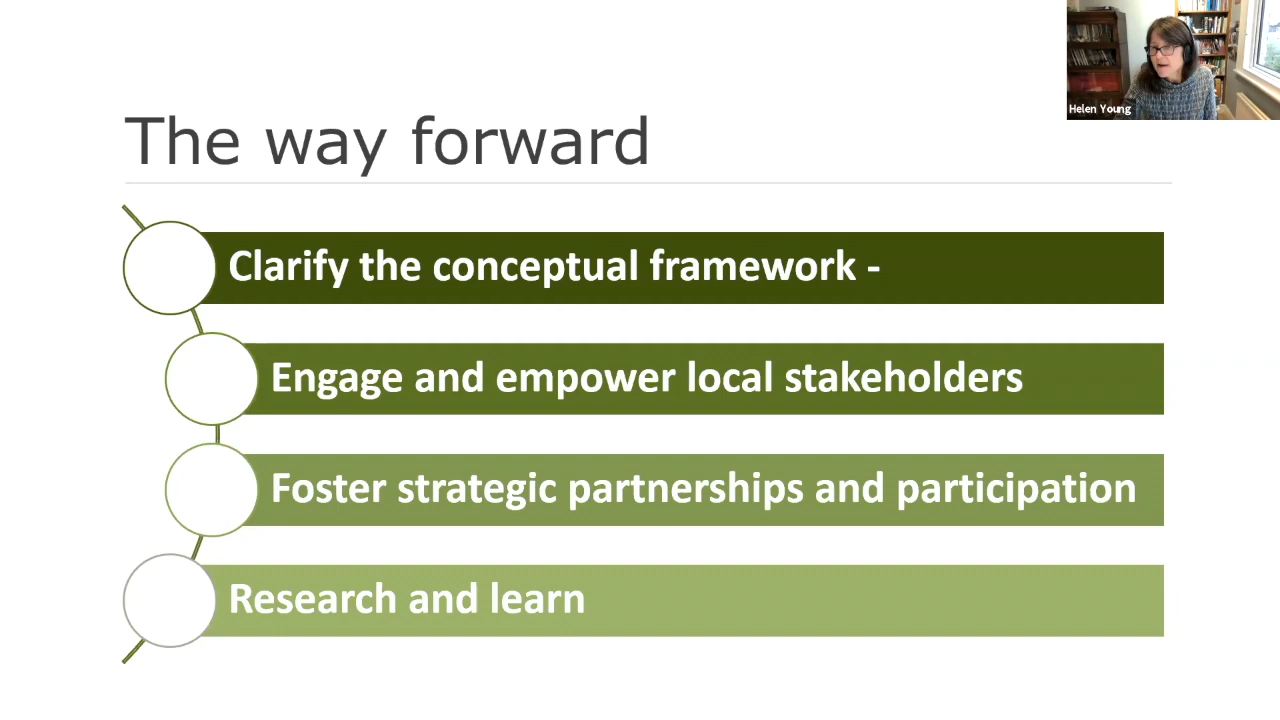 Helen Young
The way forward
Clarify the conceptual framework -
Engage and empower local stakeholders
Foster strategic partnerships and participation
Research and learn